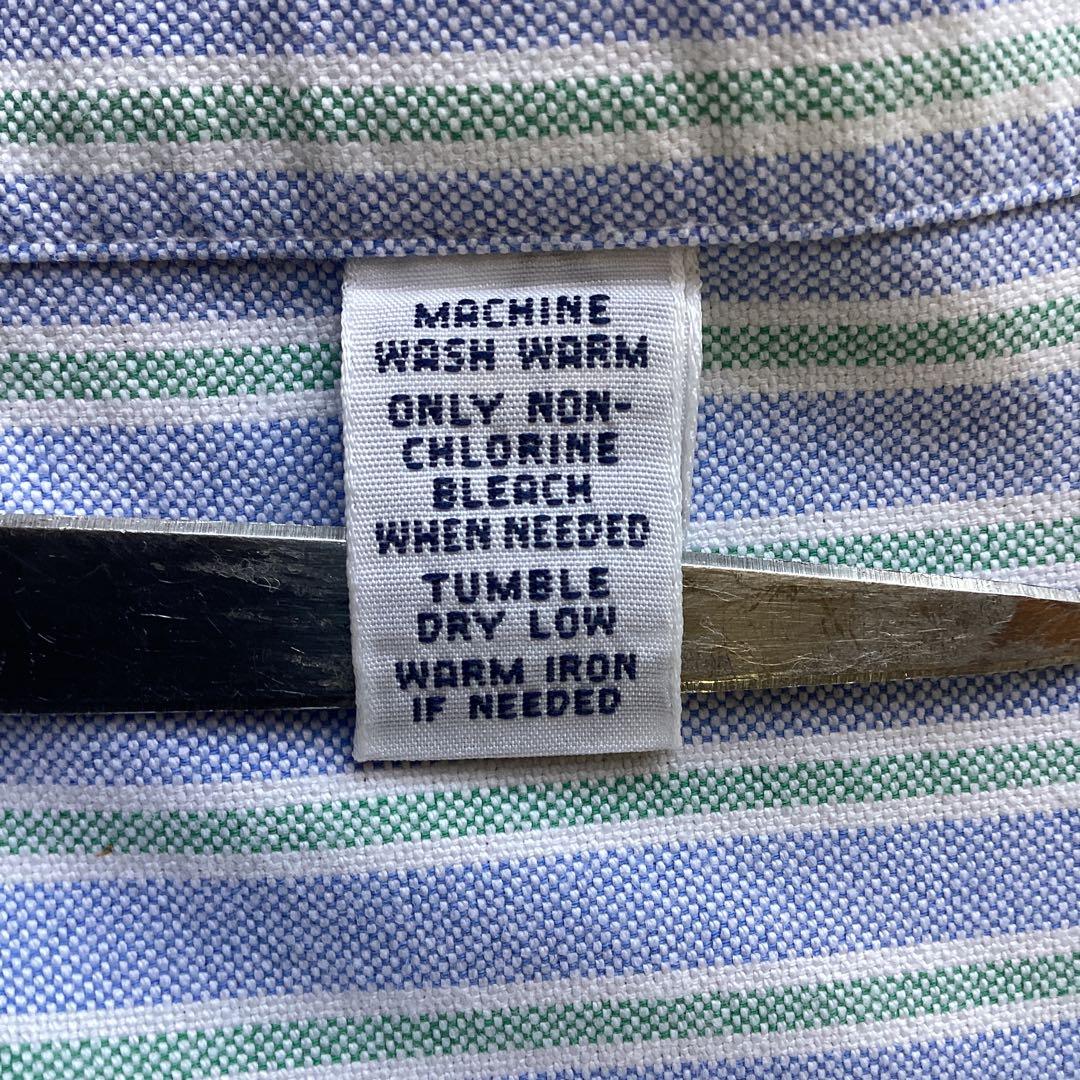 MACHINE
WASH WARM
ONLY NON-
CHLORINE
BLEACH
WHEN NEEDED
TUMBLE
DRY LOW
WARM IRON
IF NEEDED